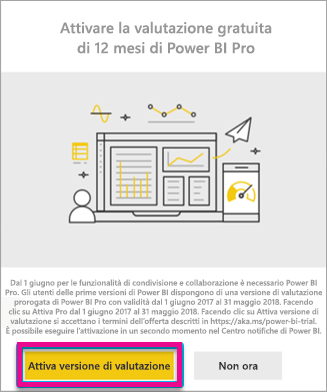 Attivare la valutazione gratuita
di 12 mesi di Power BI Pro
Dal 1 giugno per le funzionalità di condivisione e collaborazione è necessario Power BI
Pro. Gli utenti delle prime versioni di Power BI dispongono di una versione di valutazione
prorogata di Power BI Pro con validità dal 1 giugno 2017 al 31 maggio 2018. Facendo
clic su Attiva Pro dal 1 giugno 2017 al 31 maggio 2018. Facendo clic su Attiva versione di
valutazione si accettano i termini dell'offerta descritti in https://aka.ms/power-bi-trial.
È possibile eseguire l'attivazione in un secondo momento nel Centro notifiche di Power BI.
Attiva versione di valutazione
Non ora